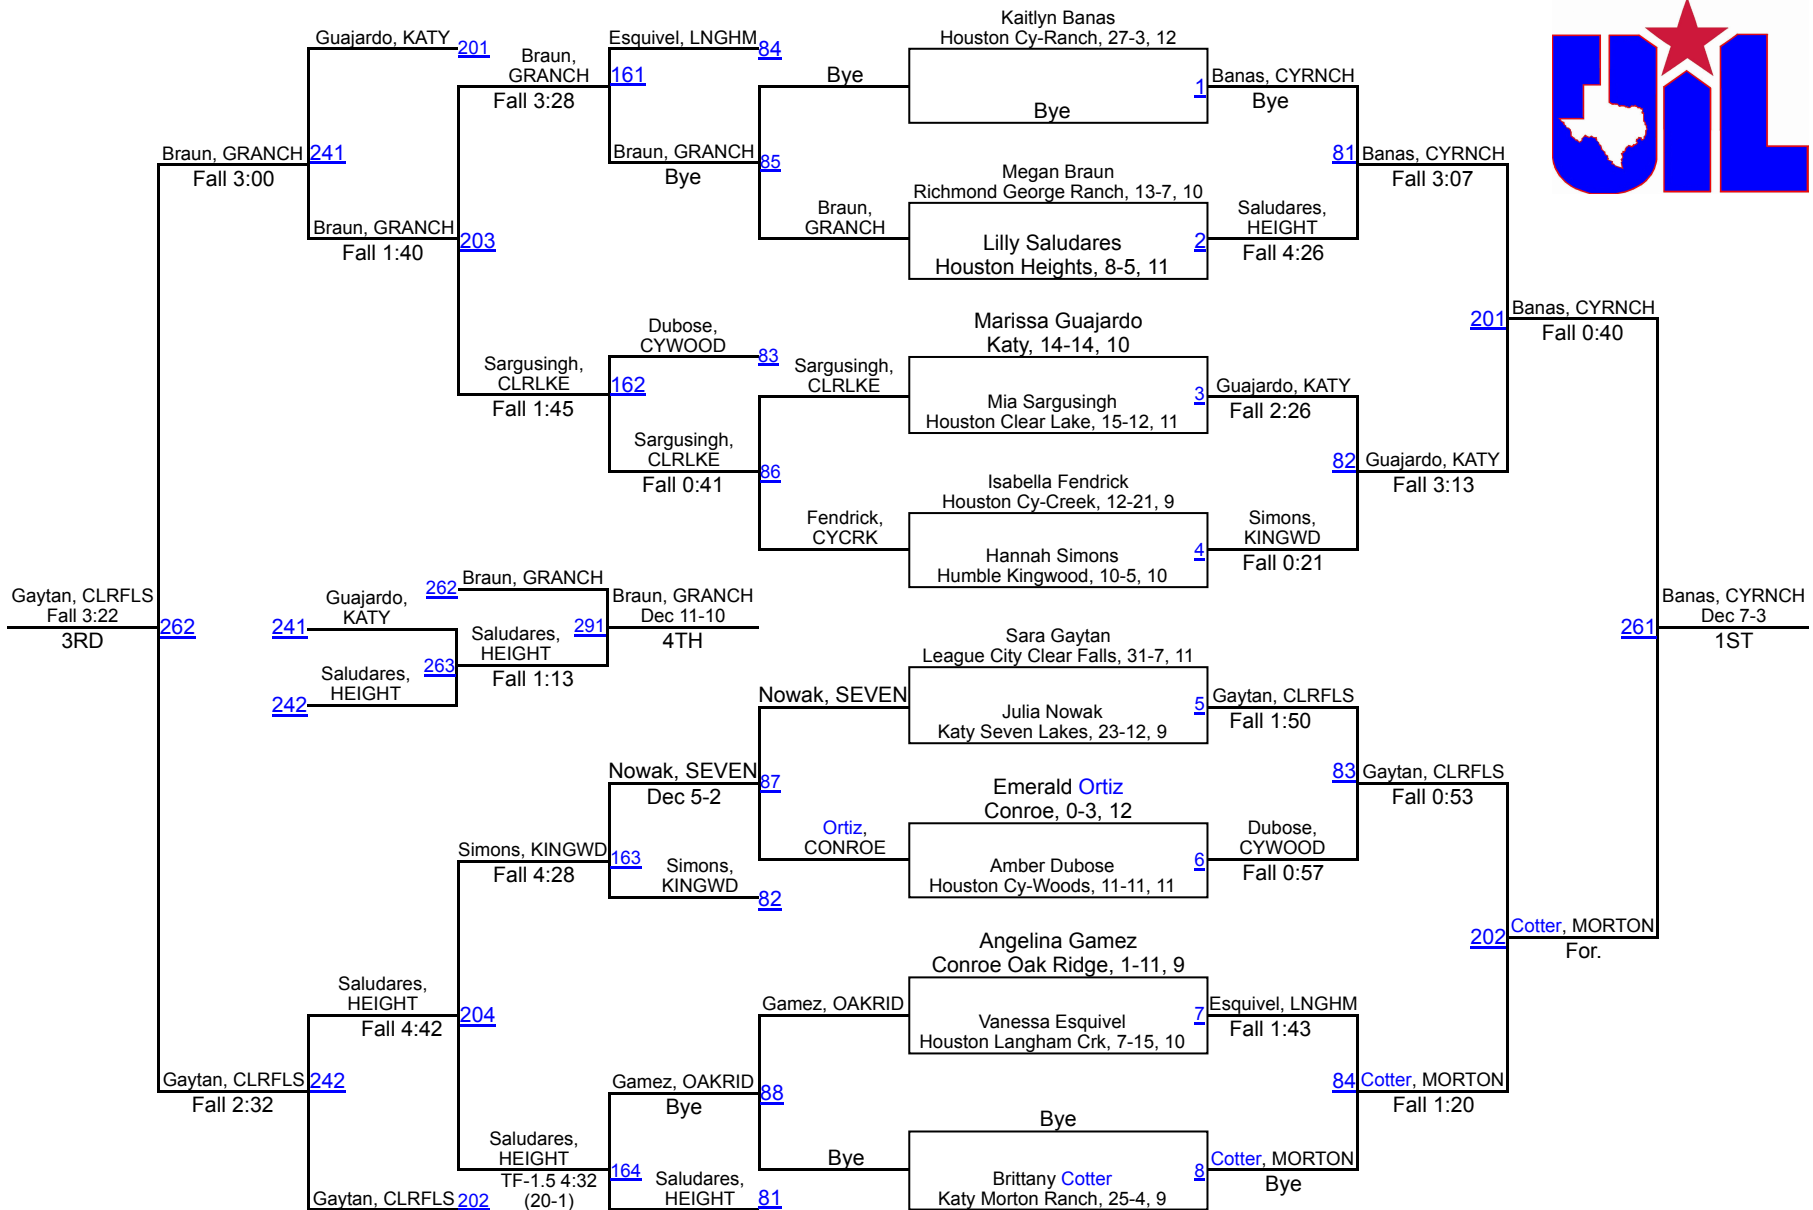 UIL
Guajardo, KATY
201
Braun,
GRANCH
Fall 3:28
161
Esquivel, LNGHM
84
Bye
Kaitlyn Banas
Houston Cy-Ranch, 27-3, 12
Bye
1
Banas, CYRNCH
Bye
Braun, GRANCH
Fall 3:00
241
Braun, GRANCH
Bye
85
Braun,
GRANCH
Megan Braun
Richmond George Ranch, 13-7, 10
Lilly Saludares
Houston Heights, 8-5, 11
2
Saludares,
HEIGHT
Fall 4:26
81
Banas, CYRNCH
Fall 3:07
Braun, GRANCH
Fall 1:40
203
Sargusingh,
CLRLKE
Fall 1:45
162
Dubose,
CYWOOD
83
Sargusingh,
CLRLKE
Marissa Guajardo
Katy, 14-14, 10
Mia Sargusingh
Houston Clear Lake, 15-12, 11
3
Guajardo, KATY
Fall 2:26
201
Banas, CYRNCH
Fall 0:40
Sargusingh,
CLRLKE
Fall 0:41
86
Fendrick,
CYCRK
Isabella Fendrick
Houston Cy-Creek, 12-21, 9
Hannah Simons
Humble Kingwood, 10-5, 10
4
Simons,
KINGWD
Fall 0:21
82
Guajardo, KATY
Fall 3:13
Gaytan, CLRFLS
Fall 3:22
3RD
262
241
Guajardo,
KATY
242
Saludares,
HEIGHT
263
262
Braun, GRANCH
Saludares,
HEIGHT
Fall 1:13
291
Braun, GRANCH
Dec 11-10
4TH
261
Banas, CYRNCH
Dec 7-3
1ST
Nowak, SEVEN
Sara Gaytan
League City Clear Falls, 31-7, 11
Julia Nowak
Katy Seven Lakes, 23-12, 9
5
Gaytan, CLRFLS
Fall 1:50
Nowak, SEVEN
Dec 5-2
87
Ortiz,
CONROE
Emerald Ortiz
Conroe, 0-3, 12
Amber Dubose
Houston Cy-Woods, 11-11, 11
6
Dubose,
CYWOOD
Fall 0:57
83
Gaytan, CLRFLS
Fall 0:53
Simons, KINGWD
Fall 4:28
163
Simons,
KINGWD
82
202
Cotter, MORTON
For.
Saludares,
HEIGHT
Fall 4:42
204
Gamez, OAKRID
Angelina Gamez
Conroe Oak Ridge, 1-11, 9
Vanessa Esquivel
Houston Langham Crk, 7-15, 10
7
Esquivel, LNGHM
Fall 1:43
Gaytan, CLRFLS
Fall 2:32
242
Gamez, OAKRID
Bye
88
Bye
Bye
Brittany Cotter
Katy Morton Ranch, 25-4, 9
8
Cotter, MORTON
Bye
84
Cotter, MORTON
Fall 1:20
Saludares,
HEIGHT
TF-1.5 4:32
(20-1)
164
Saludares,
HEIGHT
81
Gaytan, CLRFLS
202